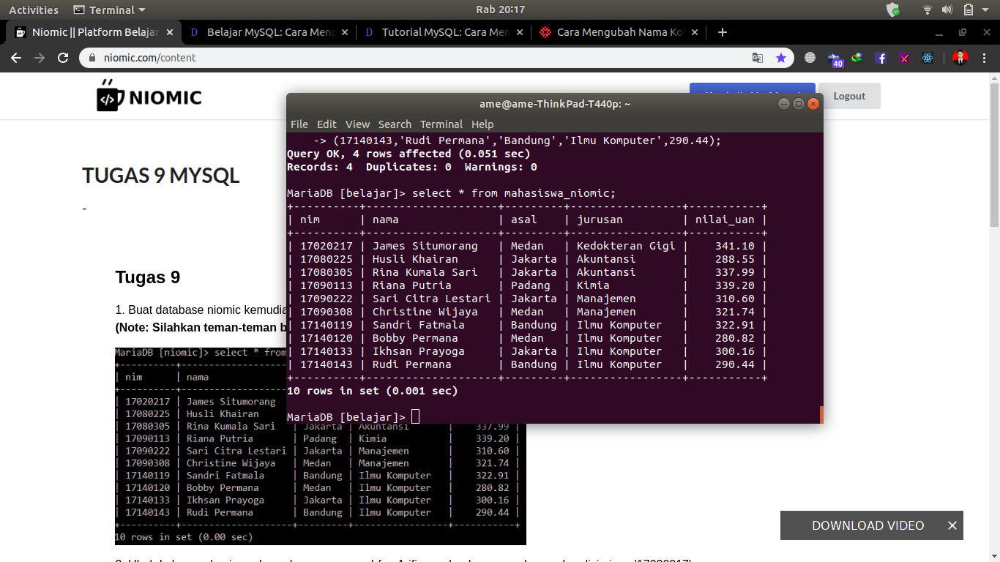 Activities Terminal Rab 20:17
Niomic || Platform Belajar Belajar MySQL: Cara Meng Tutorial MySQL: Cara Men Cara Mengubah Nama Kol
niomic.com/content 40
NIOMIC Logout
TUGAS 9 MYSQL
-
Tugas 9
1. Buat database niomic kemudia
(Note: Silahkan teman-teman b
MariaDB [niomic]> select * from
+----------+--------------------
| nim | nama
+----------+--------------------
| 17020217 | James Situmorang
| 17080225 | Husli Khairan
| 17080305 | Rina Kumala Sari | Jakarta | Akuntansi | 337.99 |
| 17090113 | Riana Putria | Padang | Kimia | 339.20 |
| 17090222 | Sari Citra Lestari | Jakarta | Manajemen | 310.60 |
| 17090308 | Christine Wijaya | Medan | Manajemen | 321.74 |
| 17140119 | Sandri Fatmala | Bandung | Ilmu Komputer | 322.91 |
| 17140120 | Bobby Permana | Medan | Ilmu Komputer | 280.82 |
| 17140133 | Ikhsan Prayoga | Jakarta | Ilmu Komputer | 300.16 |
| 17140143 | Rudi Permana | Bandung | Ilmu Komputer | 290.44 |
+----------+--------------------+---------+-----------------+-----------+
10 rows in set (0.00 sec)
ame@ame-ThinkPad-T440p: ~
File Edit View Search Terminal Help
-> (17140143,'Rudi Permana','Bandung','Ilmu Komputer',290.44);
Query OK, 4 rows affected (0.051 sec)
Records: 4 Duplicates: 0 Warnings: 0
MariaDB [belajar]> select * from mahasiswa_niomic;
+----------+--------------------+---------+-----------------+-----------+
| nim | nama | asal | jurusan | nilai_uan |
+----------+--------------------+---------+-----------------+-----------+
| 17020217 | James Situmorang | Medan | Kedokteran Gigi | 341.10 |
| 17080225 | Husli Khairan | Jakarta | Akuntansi | 288.55 |
| 17080305 | Rina Kumala Sari | Jakarta | Akuntansi | 337.99 |
| 17090113 | Riana Putria | Padang | Kimia | 339.20 |
| 17090222 | Sari Citra Lestari | Jakarta | Manajemen | 310.60 |
| 17090308 | Christine Wijaya | Medan | Manajemen | 321.74 |
| 17140119 | Sandri Fatmala | Bandung | Ilmu Komputer | 322.91 |
| 17140120 | Bobby Permana | Medan | Ilmu Komputer | 280.82 |
| 17140133 | Ikhsan Prayoga | Jakarta | Ilmu Komputer | 300.16 |
| 17140143 | Rudi Permana | Bandung | Ilmu Komputer | 290.44 |
+----------+--------------------+---------+-----------------+-----------+
10 rows in set (0.001 sec)
MariaDB [belajar]>
DOWNLOAD VIDEO